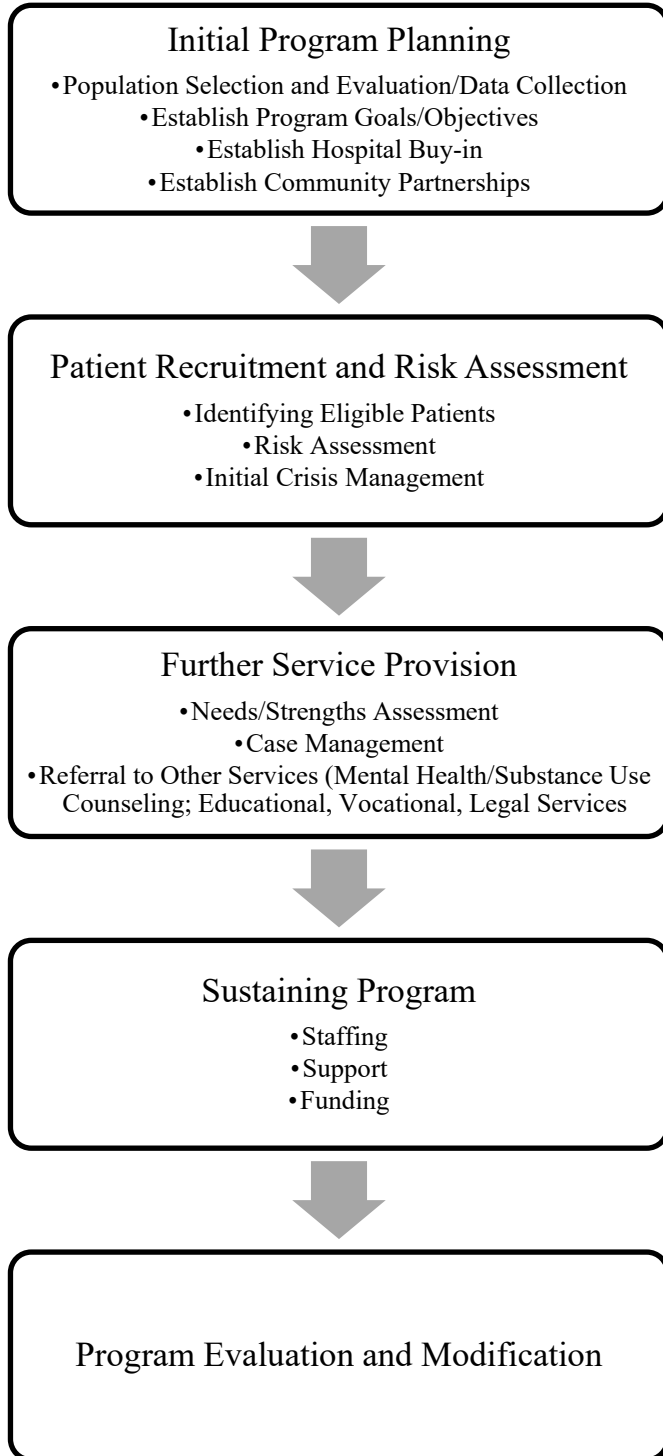 Initial Program Planning
•Population Selection and Evaluation/Data Collection
•Establish Program Goals/Objectives
•Establish Hospital Buy-in
•Establish Community Partnerships
Patient Recruitment and Risk Assessment
•Identifying Eligible Patients
•Risk Assessment
•Initial Crisis Management
Further Service Provision
•Needs/Strengths Assessment
•Case Management
•Referral to Other Services (Mental Health/Substance Use
Counseling; Educational, Vocational, Legal Services
Sustaining Program
•Staffing
•Support
•Funding
Program Evaluation and Modification